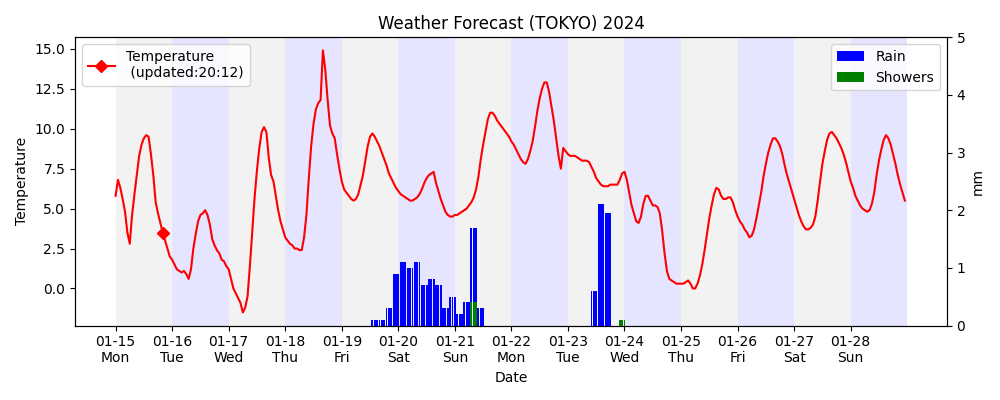 Weather Forecast (TOKYO) 2024
Temperature
(updated:20:12)
Rain
Showers
Temperature
15.0
12.5
10.0
7.5
5.0
2.5
0.0
5
4
3
2
1
0
mm
01-15 01-16 01-17 01-18 01-19 01-20 01-21 01-22 01-23 01-24 01-25 01-26 01-27 01-28
Mon Tue Wed Thu Fri Sat Sun Mon Tue Wed Thu Fri Sat Sun
Date